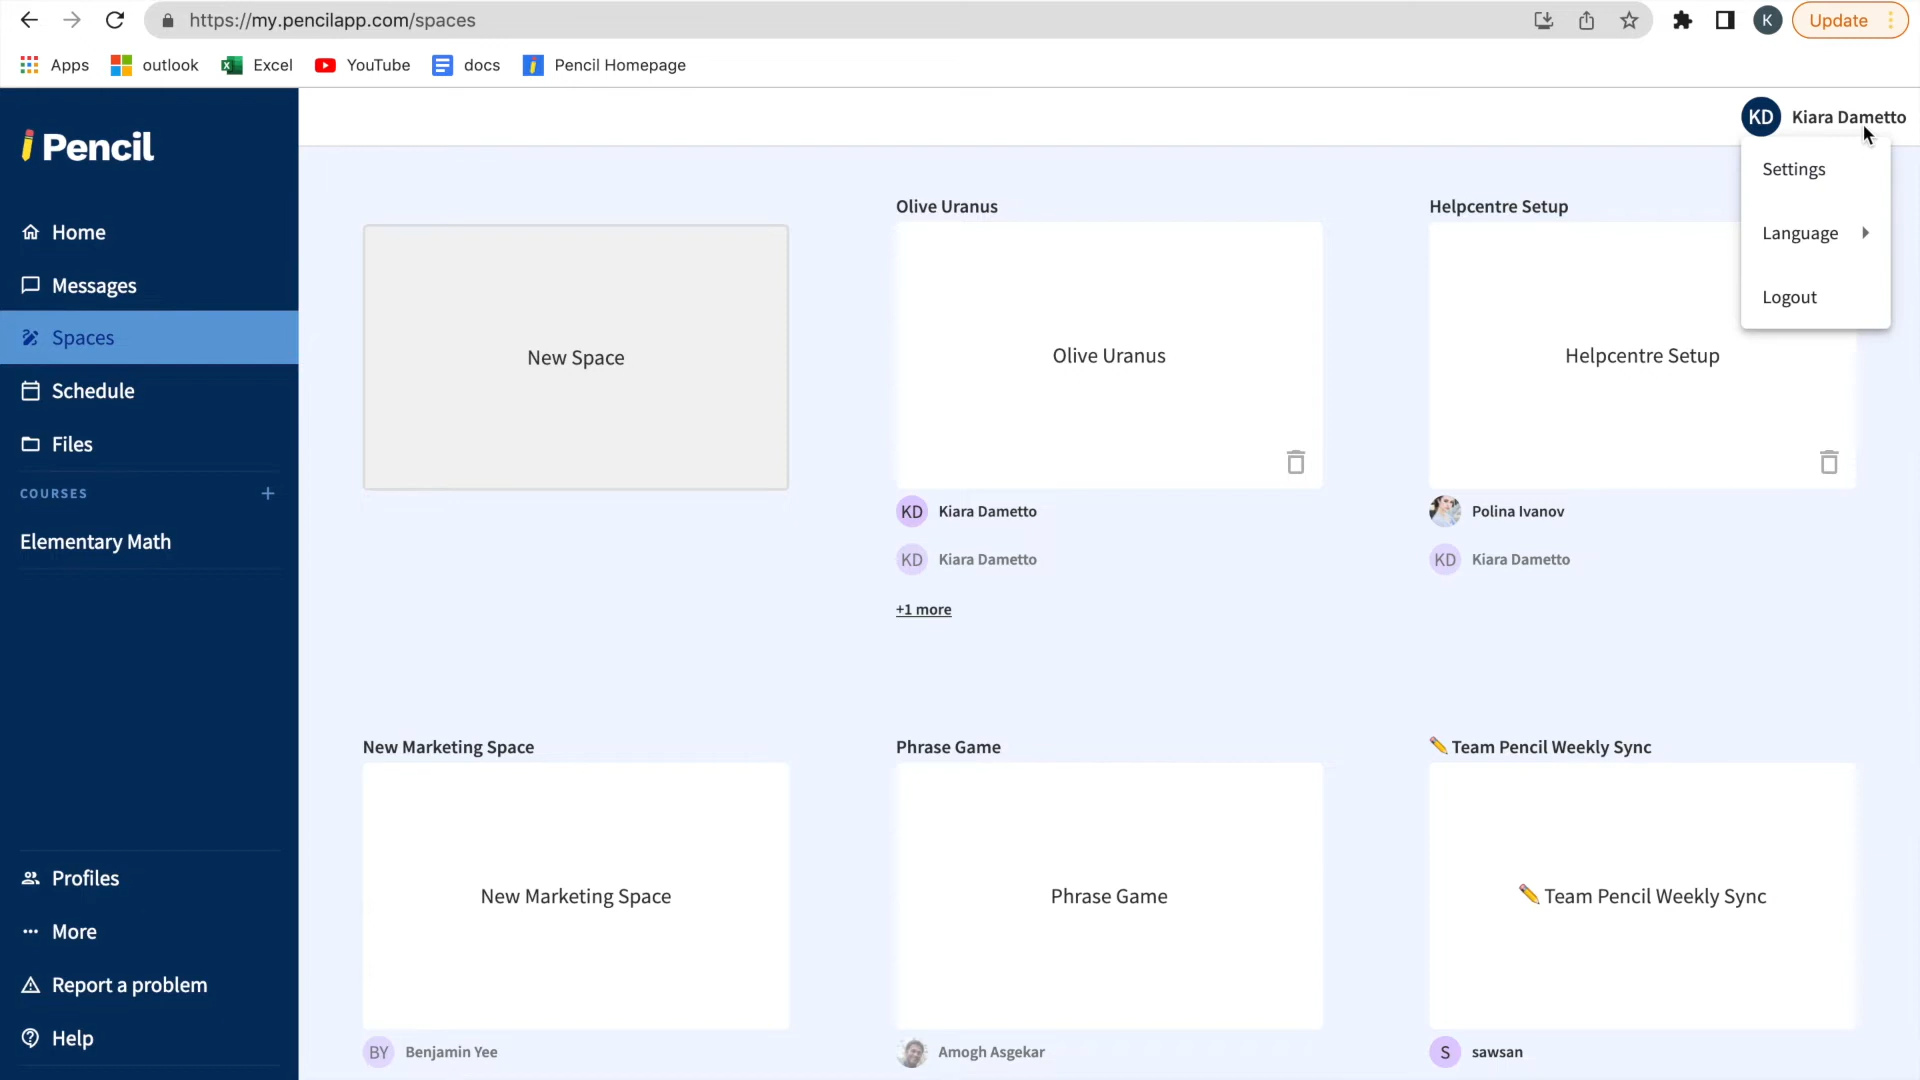 https://my.pencilapp.com/spaces
K
Update
Apps
outlook
Excel
YouTube
docs
Pencil Homepage
Pencil
KD
Kiara Dametto
Settings
Language
Logout
Home
Messages
Spaces
Schedule
Files
COURSES
Elementary Math
Profiles
More
Report a problem
Help
New Space
Olive Uranus
Olive Uranus
KD Kiara Dametto
KD Kiara Dametto
+1 more
Helpcentre Setup
Helpcentre Setup
Polina Ivanov
KD Kiara Dametto
New Marketing Space
New Marketing Space
BY Benjamin Yee
Phrase Game
Phrase Game
Amogh Asgekar
✏️ Team Pencil Weekly Sync
✏️ Team Pencil Weekly Sync
S sawsan